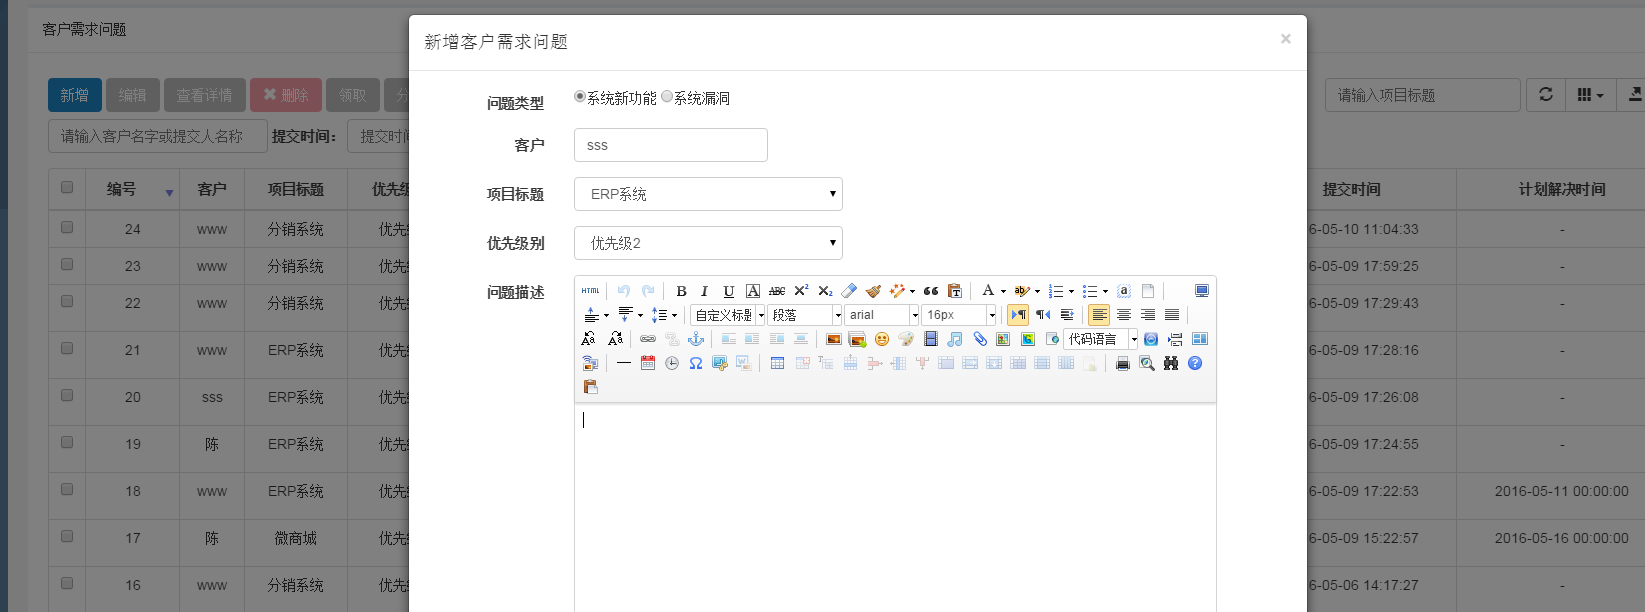 客户需求问题
新增客户需求问题 ×
新增 编辑 查看详情 ✖ 删除 领取
请输入项目标题
请输入客户名字或提交人名称 提交时间：
问题类型 系统新功能 系统漏洞
客户 sss
项目标题 ERP系统
优先级别 优先级2
问题描述
HTML B I U A ABC X² X₂ A ab a
自定义标题 段落 arial 16px
代码语言
编号 客户 项目标题 优先级 提交时间 计划解决时间
24 www 分销系统 优先 6-05-10 11:04:33 -
23 www 分销系统 优先 6-05-09 17:59:25 -
22 www 分销系统 优先 6-05-09 17:29:43 -
21 www ERP系统 优先 6-05-09 17:28:16 -
20 sss ERP系统 优先 6-05-09 17:26:08 -
19 陈 ERP系统 优先 6-05-09 17:24:55 -
18 www ERP系统 优先 6-05-09 17:22:53 2016-05-11 00:00:00
17 陈 微商城 优先 6-05-09 15:22:57 2016-05-16 00:00:00
16 www 分销系统 优先 6-05-06 14:17:27 -